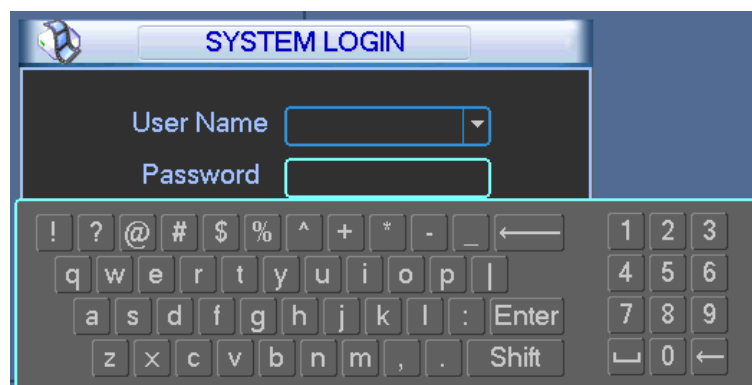 SYSTEM LOGIN
User Name
Password
! ? @ # $ % ^ + * - _ 1 2 3
q w e r t y u i o p | 4 5 6
a s d f g h j k l : Enter 7 8 9
z x c v b n m , . Shift 0